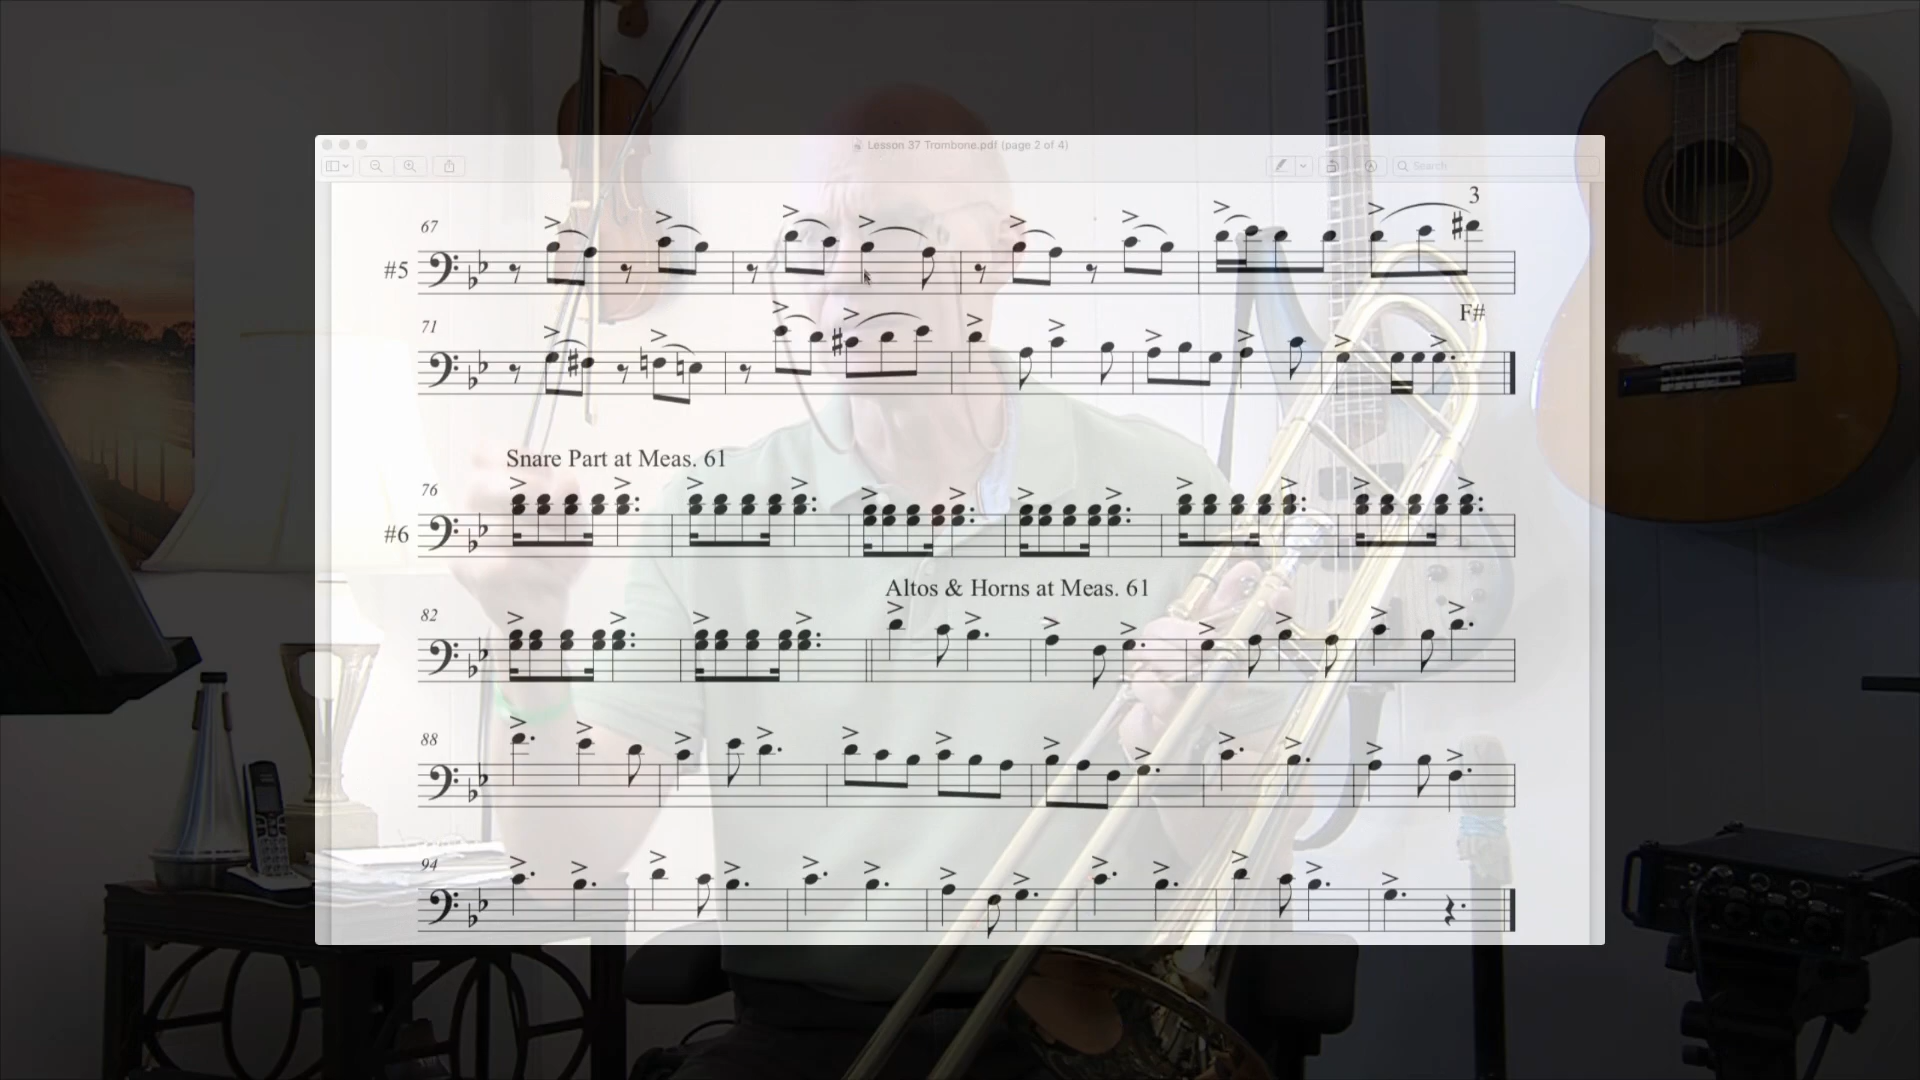 Lesson 37 Trombone.pdf (page 2 of 4)
Search
3
67
#5
F#
71
Snare Part at Meas. 61
76
#6
Altos & Horns at Meas. 61
82
88
94